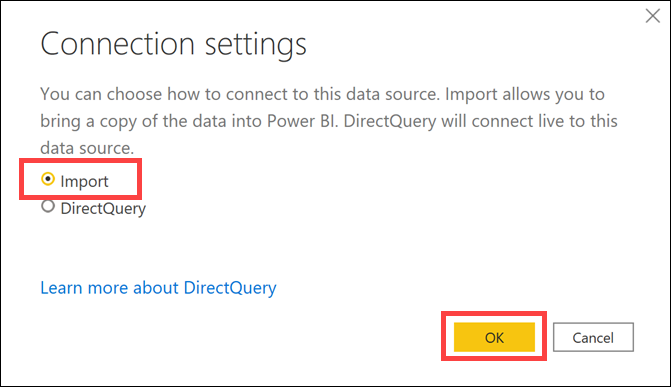 Connection settings
You can choose how to connect to this data source. Import allows you to
bring a copy of the data into Power BI. DirectQuery will connect live to this
data source.
Import
DirectQuery
Learn more about DirectQuery
OK
Cancel